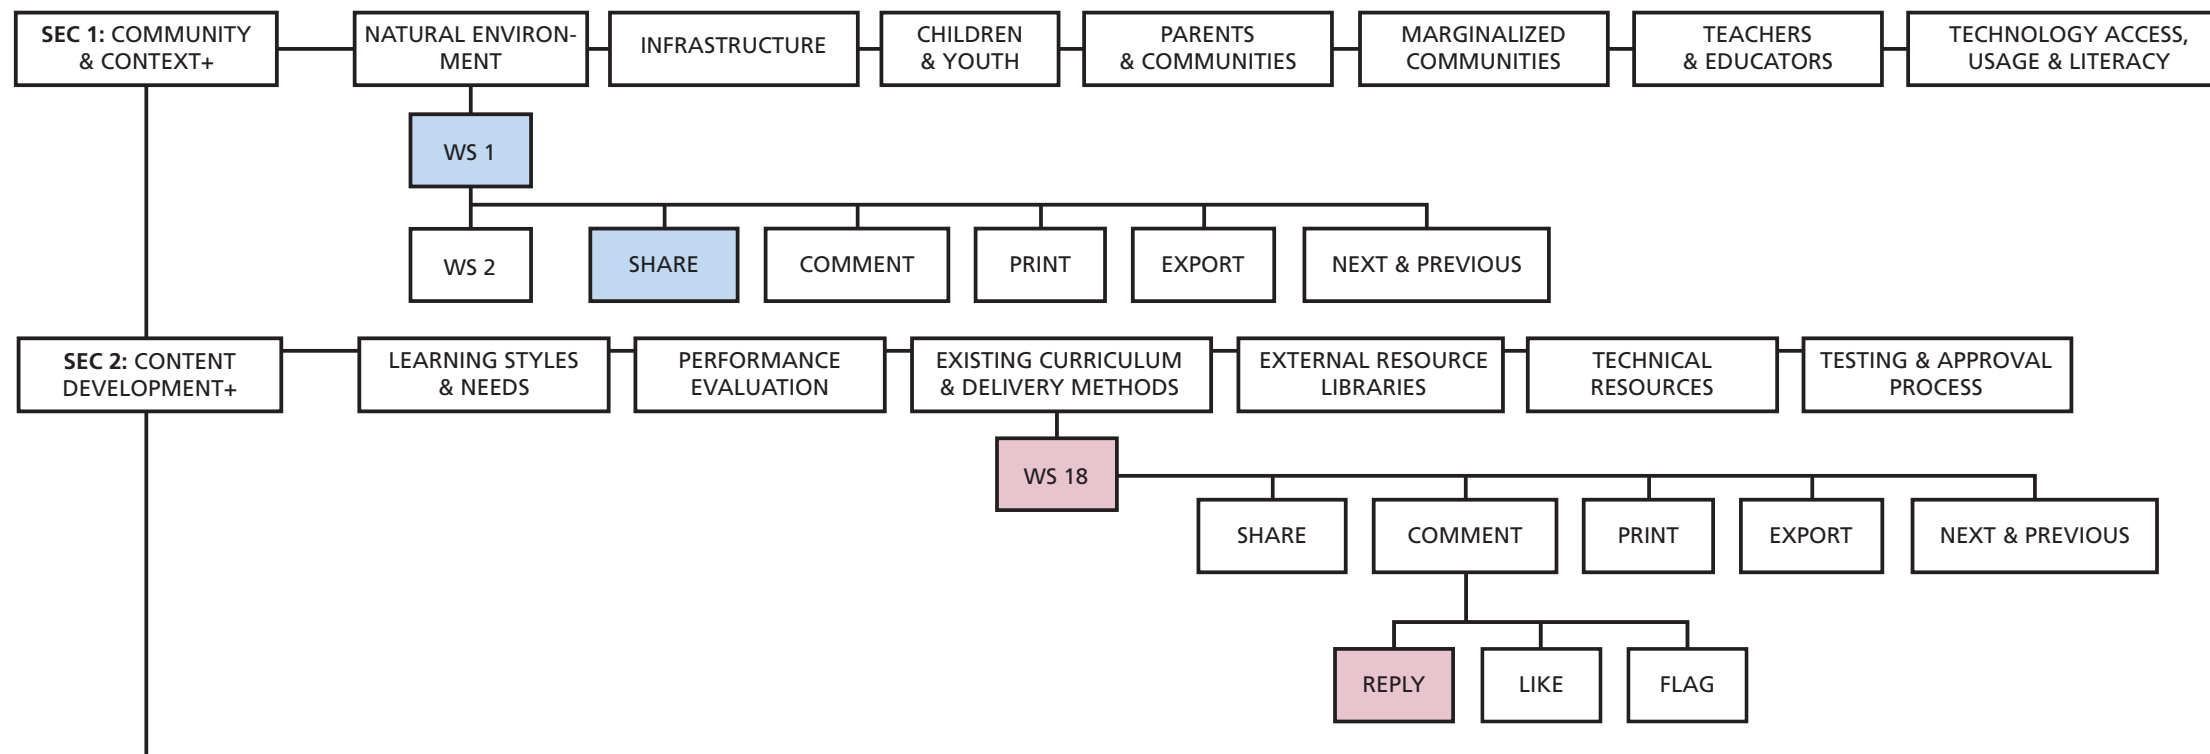 SEC 1: COMMUNITY
& CONTEXT+
NATURAL ENVIRON-
MENT
INFRASTRUCTURE
CHILDREN
& YOUTH
PARENTS
& COMMUNITIES
MARGINALIZED
COMMUNITIES
TEACHERS
& EDUCATORS
TECHNOLOGY ACCESS,
USAGE & LITERACY
WS 1
WS 2
SHARE
COMMENT
PRINT
EXPORT
NEXT & PREVIOUS
SEC 2: CONTENT
DEVELOPMENT+
LEARNING STYLES
& NEEDS
PERFORMANCE
EVALUATION
EXISTING CURRICULUM
& DELIVERY METHODS
EXTERNAL RESOURCE
LIBRARIES
TECHNICAL
RESOURCES
TESTING & APPROVAL
PROCESS
WS 18
SHARE
COMMENT
PRINT
EXPORT
NEXT & PREVIOUS
REPLY
LIKE
FLAG